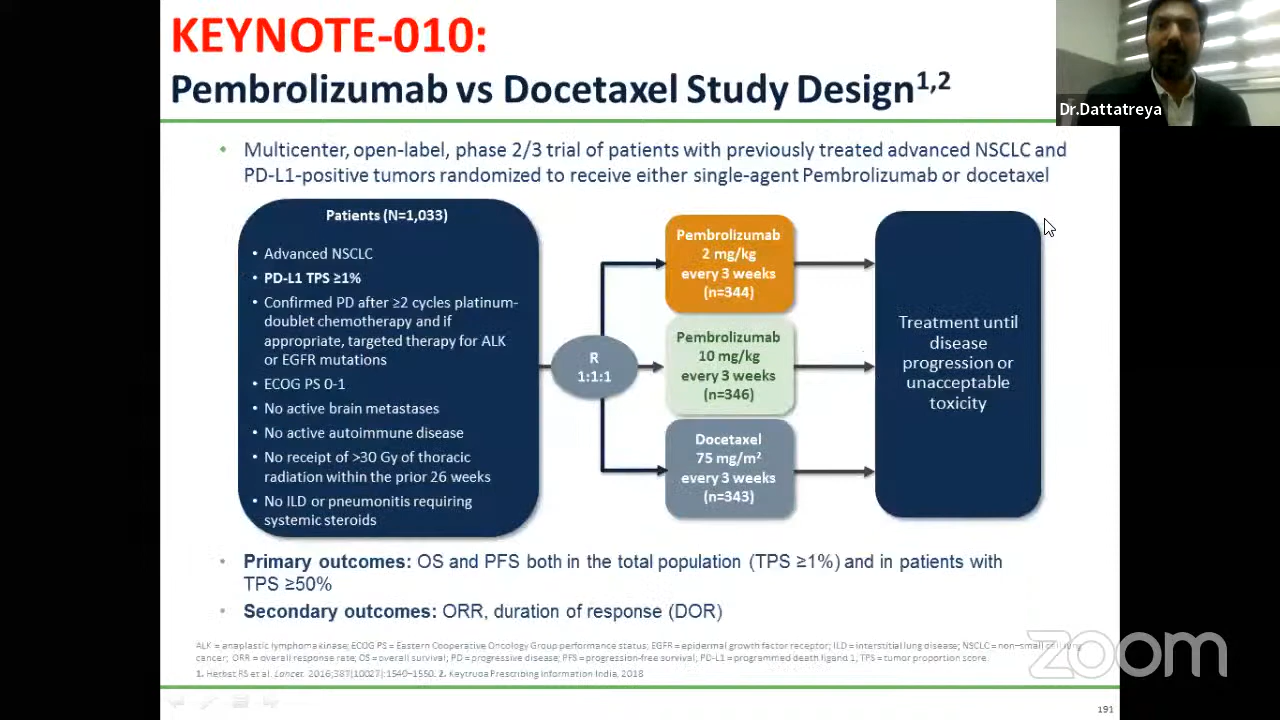 KEYNOTE-010:
Pembrolizumab vs Docetaxel Study Design1,2
Dr.Dattatreya
• Multicenter, open-label, phase 2/3 trial of patients with previously treated advanced NSCLC and
PD-L1-positive tumors randomized to receive either single-agent Pembrolizumab or docetaxel
Patients (N=1,033)
• Advanced NSCLC
• PD-L1 TPS ≥1%
• Confirmed PD after ≥2 cycles platinum-
doublet chemotherapy and if
appropriate, targeted therapy for ALK
or EGFR mutations
• ECOG PS 0-1
• No active brain metastases
• No active autoimmune disease
• No receipt of >30 Gy of thoracic
radiation within the prior 26 weeks
• No ILD or pneumonitis requiring
systemic steroids
R
1:1:1
Pembrolizumab
2 mg/kg
every 3 weeks
(n=344)
Pembrolizumab
10 mg/kg
every 3 weeks
(n=346)
Docetaxel
75 mg/m²
every 3 weeks
(n=343)
Treatment until
disease
progression or
unacceptable
toxicity
• Primary outcomes: OS and PFS both in the total population (TPS ≥1%) and in patients with
TPS ≥50%
• Secondary outcomes: ORR, duration of response (DOR)
ALK = anaplastic lymphoma kinase; ECOG PS = Eastern Cooperative Oncology Group performance status; EGFR = epidermal growth factor receptor; ILD = interstitial lung disease; NSCLC = non-small cell lung
cancer; ORR = overall response rate; OS = overall survival; PD = progressive disease; PFS = progression-free survival; PD-L1 = programmed death ligand 1, TPS = tumor proportion score.
1. Herbst RS et al. Lancet. 2016;387(10027):1540–1550. 2. Keytruda Prescribing Information India, 2018
zoom
191